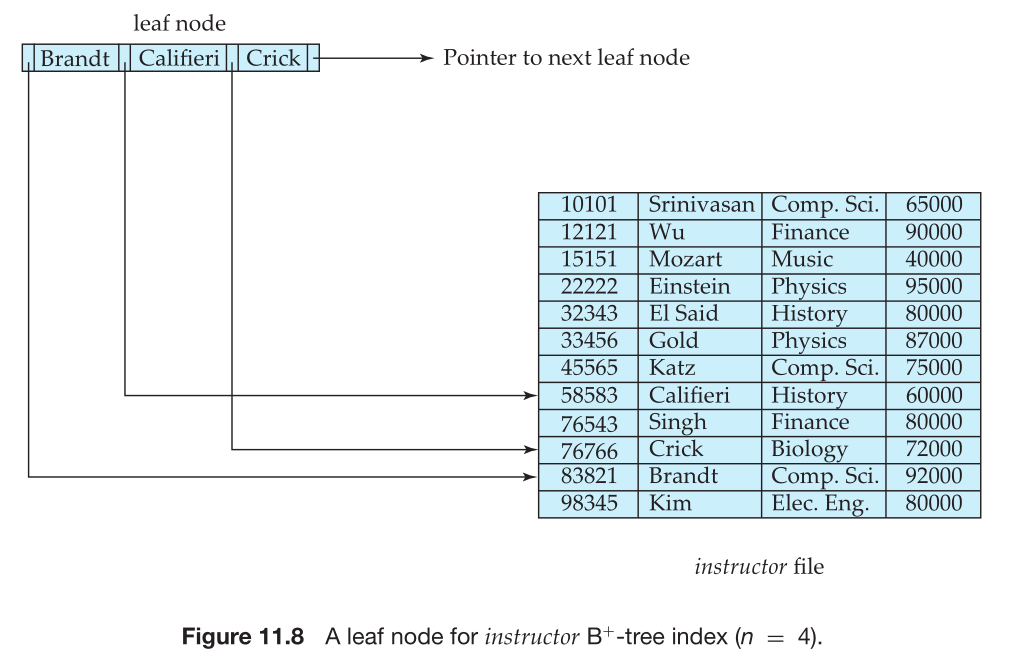 leaf node
Brandt Califieri Crick
Pointer to next leaf node
10101 Srinivasan Comp. Sci. 65000
12121 Wu Finance 90000
15151 Mozart Music 40000
22222 Einstein Physics 95000
32343 El Said History 80000
33456 Gold Physics 87000
45565 Katz Comp. Sci. 75000
58583 Califieri History 60000
76543 Singh Finance 80000
76766 Crick Biology 72000
83821 Brandt Comp. Sci. 92000
98345 Kim Elec. Eng. 80000
instructor file
Figure 11.8 A leaf node for instructor B⁺-tree index (n = 4).